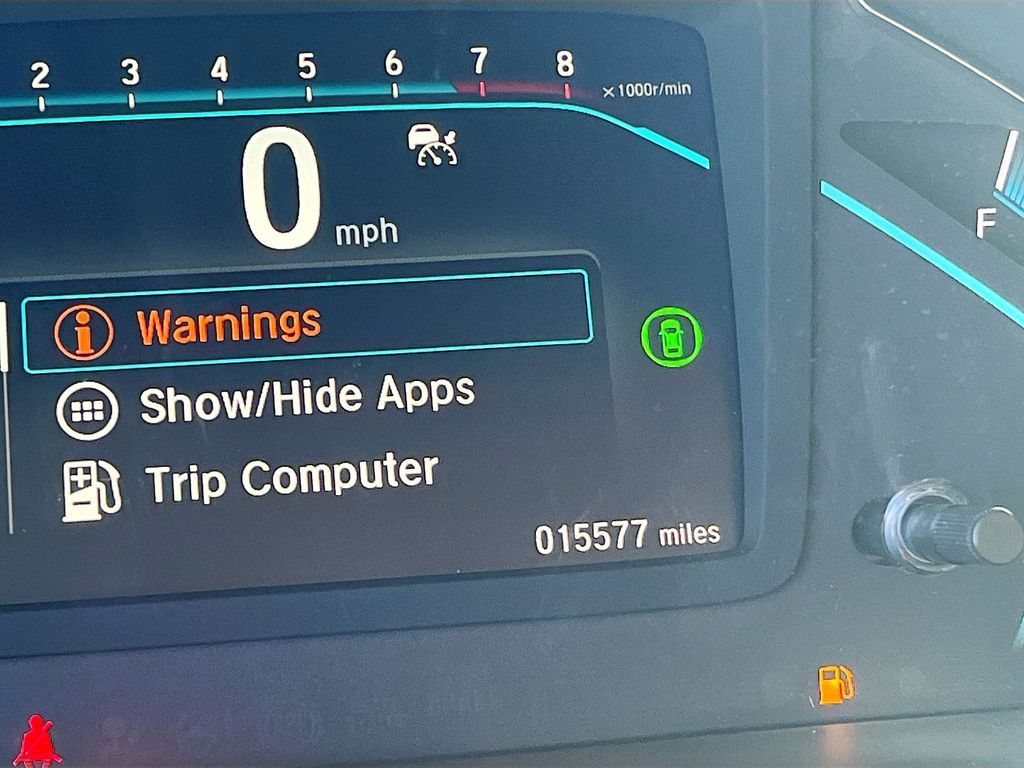 2 3 4 5 6 7 8
×1000r/min
0 mph
F
Warnings
Show/Hide Apps
Trip Computer
015577 miles